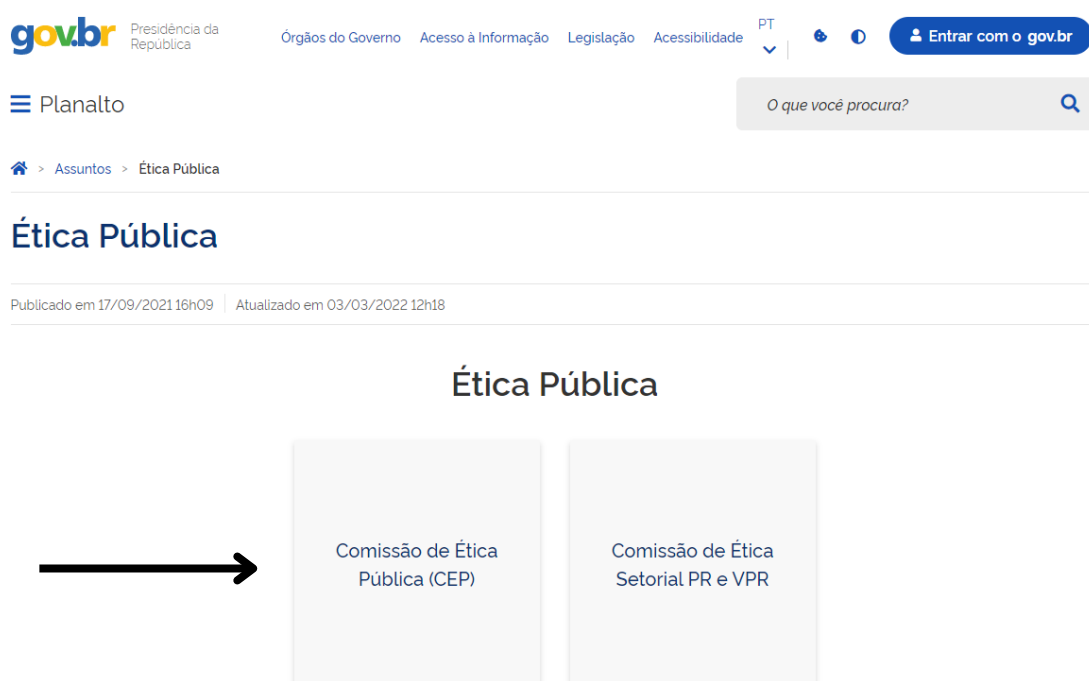 gov.br
Presidência da
República
Órgãos do Governo Acesso à Informação Legislação Acessibilidade PT
Entrar com o gov.br
Planalto
O que você procura?
> Assuntos > Ética Pública
Ética Pública
Publicado em 17/09/2021 16h09 Atualizado em 03/03/2022 12h18
Ética Pública
Comissão de Ética
Pública (CEP)
Comissão de Ética
Setorial PR e VPR